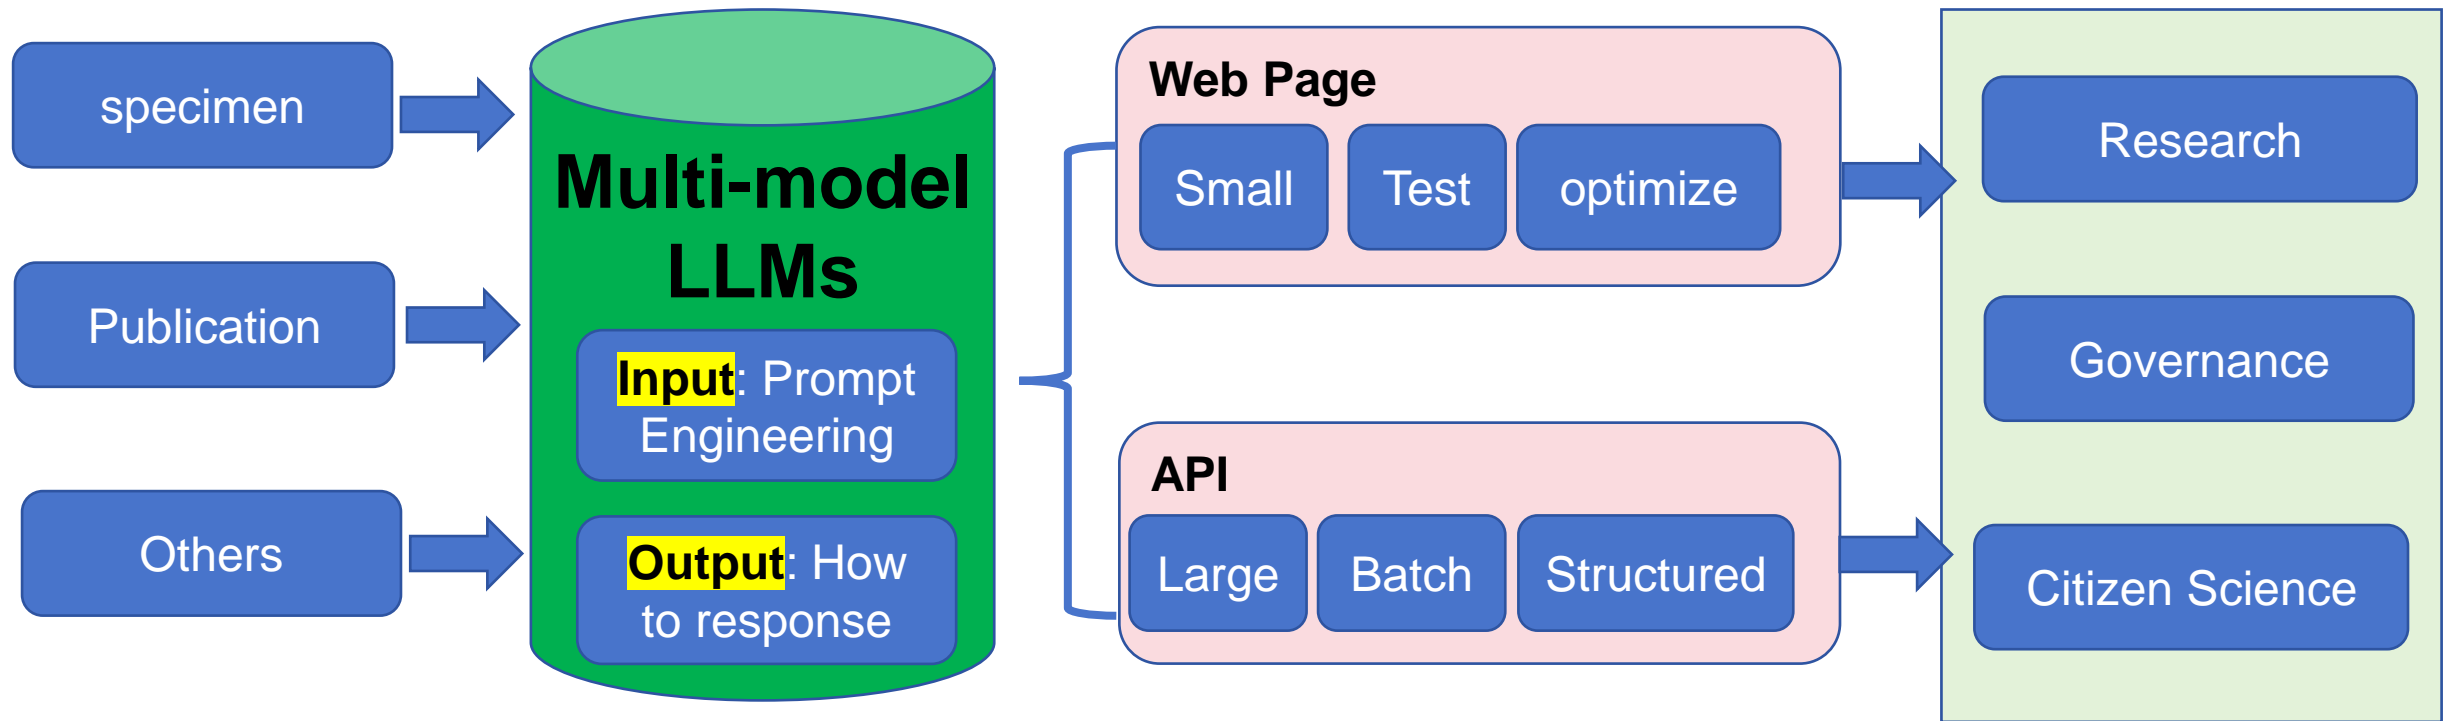 specimen
Publication
Others
Multi-model
LLMs
Input: Prompt
Engineering
Output: How
to response
Web Page
Small
Test
optimize
API
Large
Batch
Structured
Research
Governance
Citizen Science